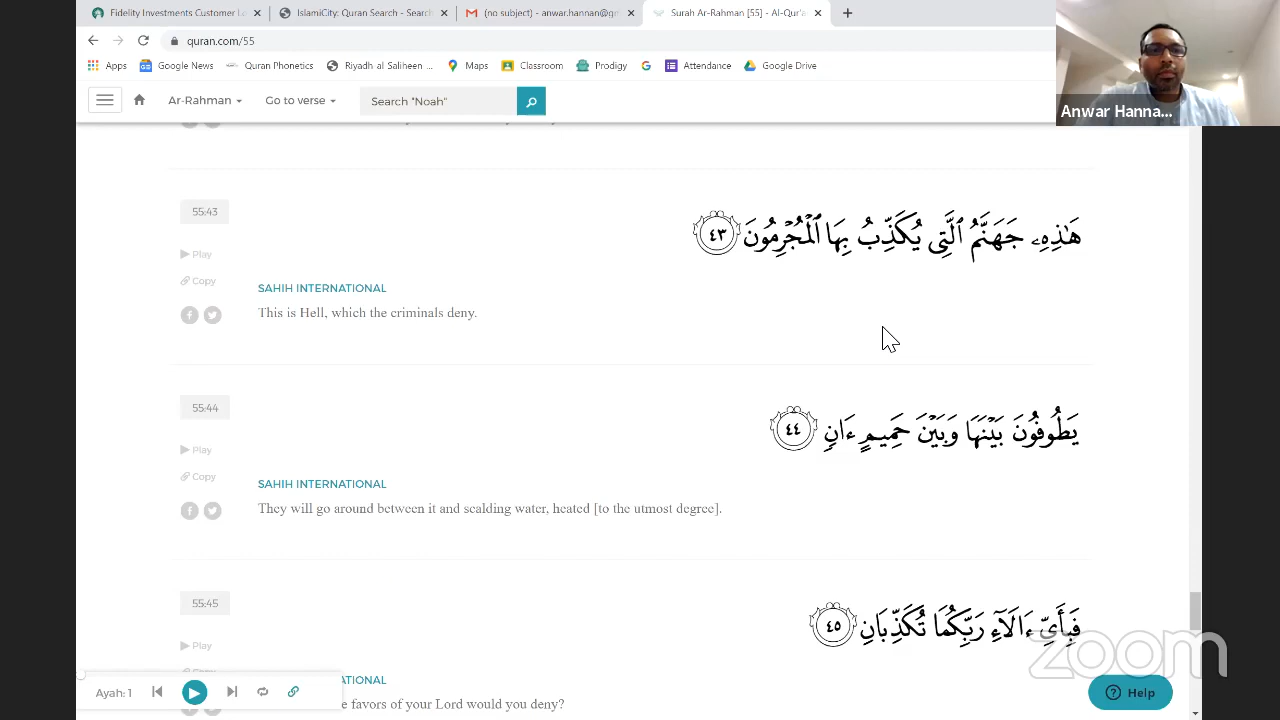 Fidelity Investments Customer L
IslamiCity: Quran Search - Search
(no subject) - anwar.hannan@gr
Surah Ar-Rahman [55] - Al-Qur'a
quran.com/55
Apps
Google News
Quran Phonetics
Riyadh al Saliheen ...
Maps
Classroom
Prodigy
Attendance
Google Drive
Ar-Rahman
Go to verse
Search "Noah"
Anwar Hanna...
55:43
هَـٰذِهِۦ جَهَنَّمُ ٱلَّتِى يُكَذِّبُ بِهَا ٱلْمُجْرِمُونَ ٤٣
Play
Copy
SAHIH INTERNATIONAL
This is Hell, which the criminals deny.
55:44
يَطُوفُونَ بَيْنَهَا وَبَيْنَ حَمِيمٍ ءَانٍ ٤٤
Play
Copy
SAHIH INTERNATIONAL
They will go around between it and scalding water, heated [to the utmost degree].
55:45
فَبِأَىِّ ءَالَآءِ رَبِّكُمَا تُكَذِّبَانِ ٤٥
Play
NATIONAL
favors of your Lord would you deny?
Ayah: 1
zoom
Help